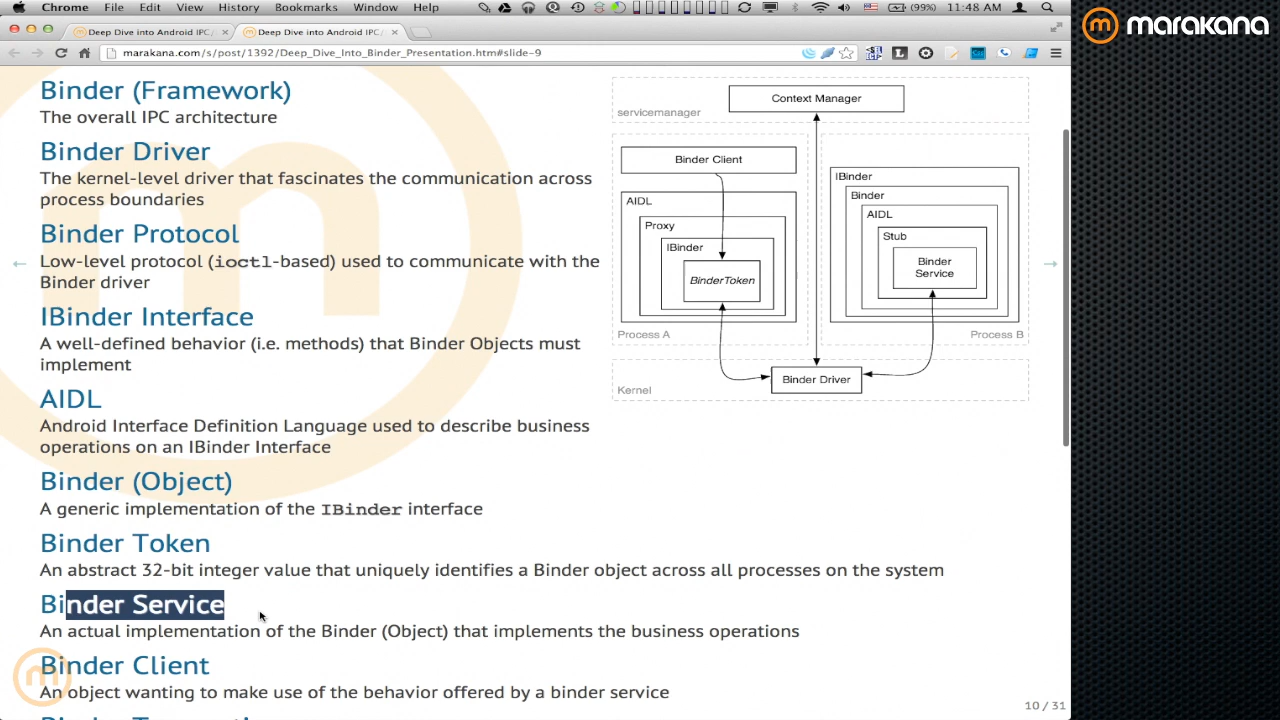 Chrome File Edit View History Bookmarks Window Help
(99%) 11:48 AM
Deep Dive into Android IPC/
Deep Dive into Android IPC/
marakana.com/s/post/1392/Deep_Dive_Into_Binder_Presentation.htm#slide-9
marakana
Binder (Framework)
The overall IPC architecture
Binder Driver
The kernel-level driver that fascinates the communication across
process boundaries
Binder Protocol
Low-level protocol (ioctl-based) used to communicate with the
Binder driver
IBinder Interface
A well-defined behavior (i.e. methods) that Binder Objects must
implement
AIDL
Android Interface Definition Language used to describe business
operations on an IBinder Interface
Binder (Object)
A generic implementation of the IBinder interface
Binder Token
An abstract 32-bit integer value that uniquely identifies a Binder object across all processes on the system
Binder Service
An actual implementation of the Binder (Object) that implements the business operations
Binder Client
An object wanting to make use of the behavior offered by a binder service
Context Manager
servicemanager
Binder Client
AIDL
Proxy
IBinder
BinderToken
Process A
IBinder
Binder
AIDL
Stub
Binder
Service
Process B
Binder Driver
Kernel
10 / 31